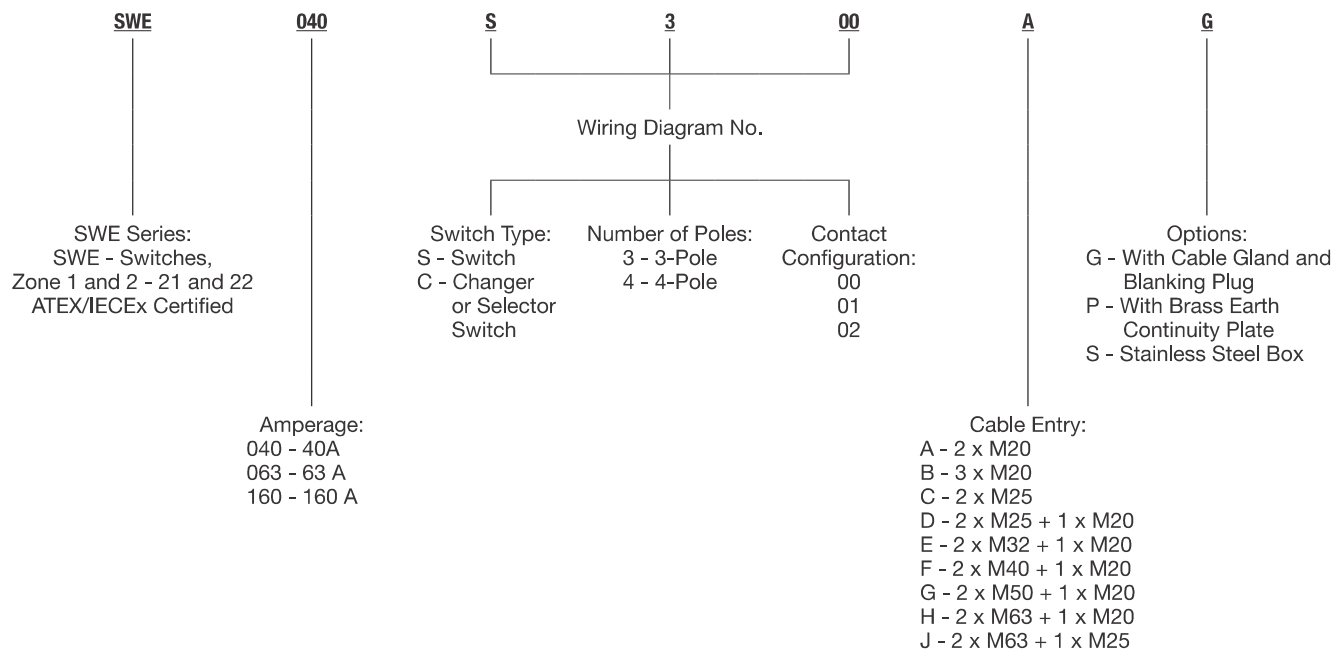 SWE 040 S 3 00 A G
Wiring Diagram No.
SWE Series:
SWE - Switches,
Zone 1 and 2 - 21 and 22
ATEX/IECEx Certified
Switch Type:
S - Switch
C - Changer
or Selector
Switch
Number of Poles:
3 - 3-Pole
4 - 4-Pole
Contact
Configuration:
00
01
02
Options:
G - With Cable Gland and
Blanking Plug
P - With Brass Earth
Continuity Plate
S - Stainless Steel Box
Amperage:
040 - 40A
063 - 63 A
160 - 160 A
Cable Entry:
A - 2 x M20
B - 3 x M20
C - 2 x M25
D - 2 x M25 + 1 x M20
E - 2 x M32 + 1 x M20
F - 2 x M40 + 1 x M20
G - 2 x M50 + 1 x M20
H - 2 x M63 + 1 x M20
J - 2 x M63 + 1 x M25